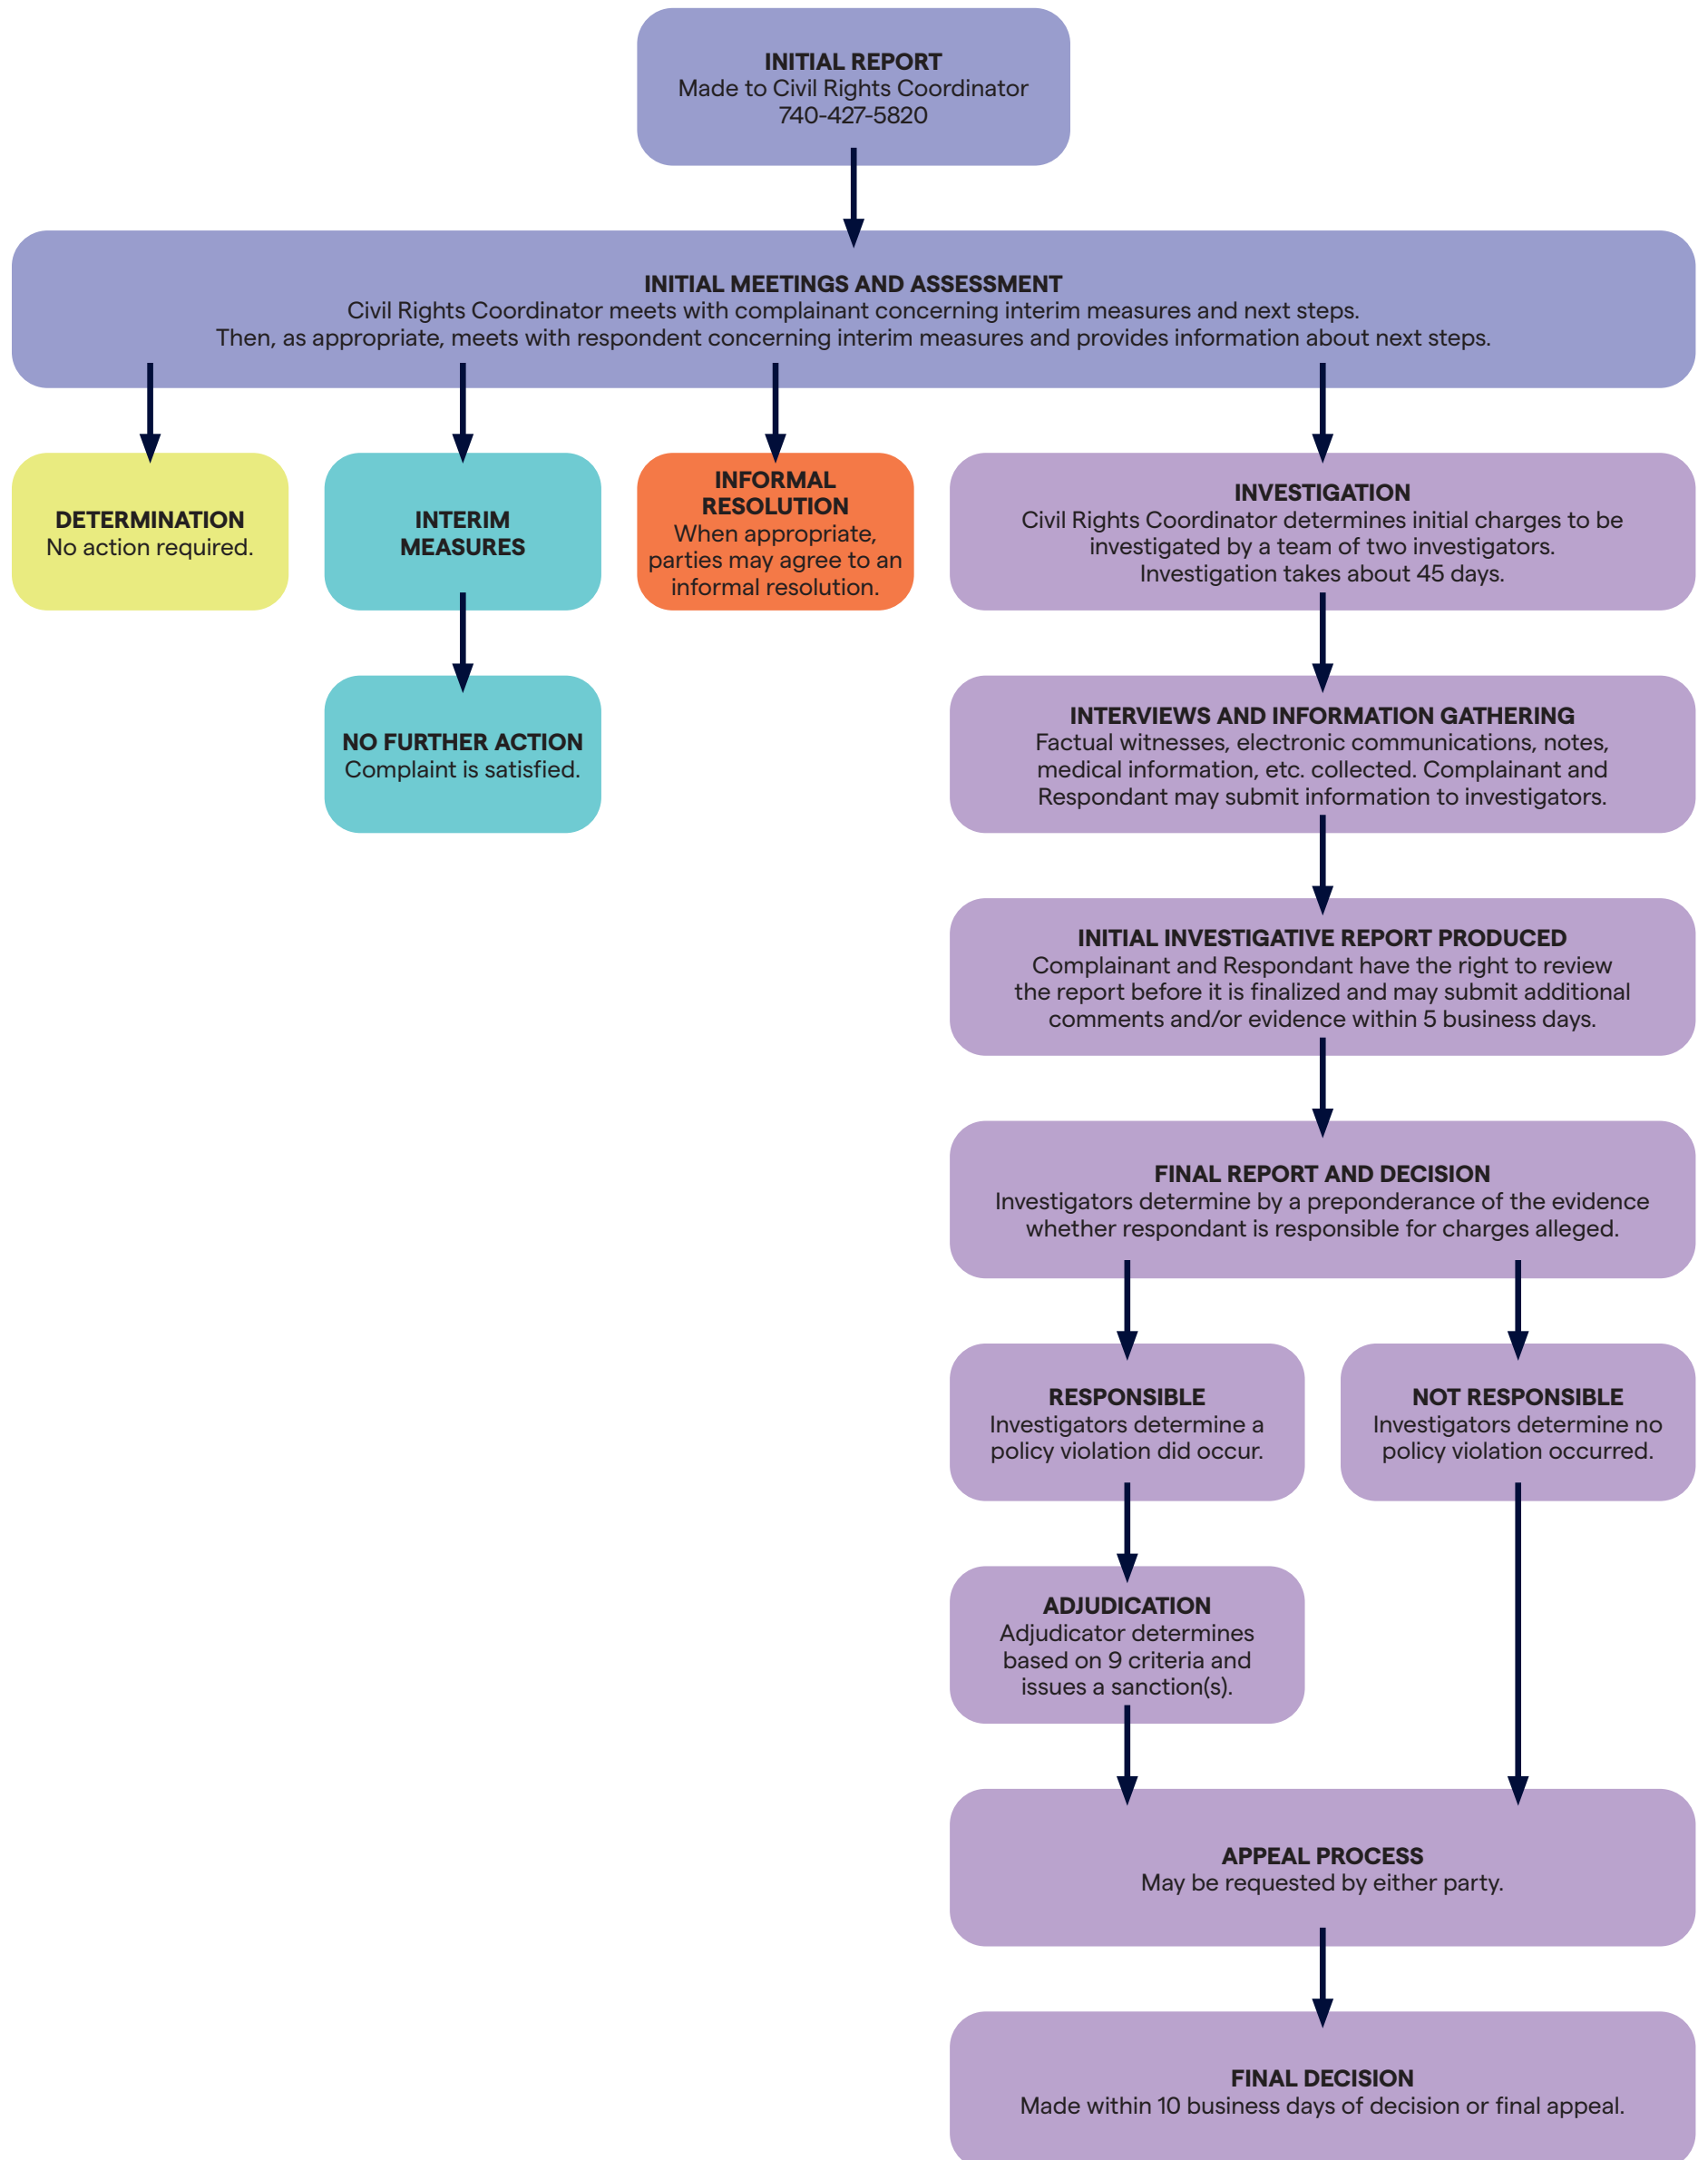 INITIAL REPORT
Made to Civil Rights Coordinator
740-427-5820
INITIAL MEETINGS AND ASSESSMENT
Civil Rights Coordinator meets with complainant concerning interim measures and next steps.
Then, as appropriate, meets with respondent concerning interim measures and provides information about next steps.
DETERMINATION
No action required.
INTERIM
MEASURES
INFORMAL
RESOLUTION
When appropriate,
parties may agree to an
informal resolution.
INVESTIGATION
Civil Rights Coordinator determines initial charges to be
investigated by a team of two investigators.
Investigation takes about 45 days.
NO FURTHER ACTION
Complaint is satisfied.
INTERVIEWS AND INFORMATION GATHERING
Factual witnesses, electronic communications, notes,
medical information, etc. collected. Complainant and
Respondant may submit information to investigators.
INITIAL INVESTIGATIVE REPORT PRODUCED
Complainant and Respondant have the right to review
the report before it is finalized and may submit additional
comments and/or evidence within 5 business days.
FINAL REPORT AND DECISION
Investigators determine by a preponderance of the evidence
whether respondant is responsible for charges alleged.
RESPONSIBLE
Investigators determine a
policy violation did occur.
NOT RESPONSIBLE
Investigators determine no
policy violation occurred.
ADJUDICATION
Adjudicator determines
based on 9 criteria and
issues a sanction(s).
APPEAL PROCESS
May be requested by either party.
FINAL DECISION
Made within 10 business days of decision or final appeal.